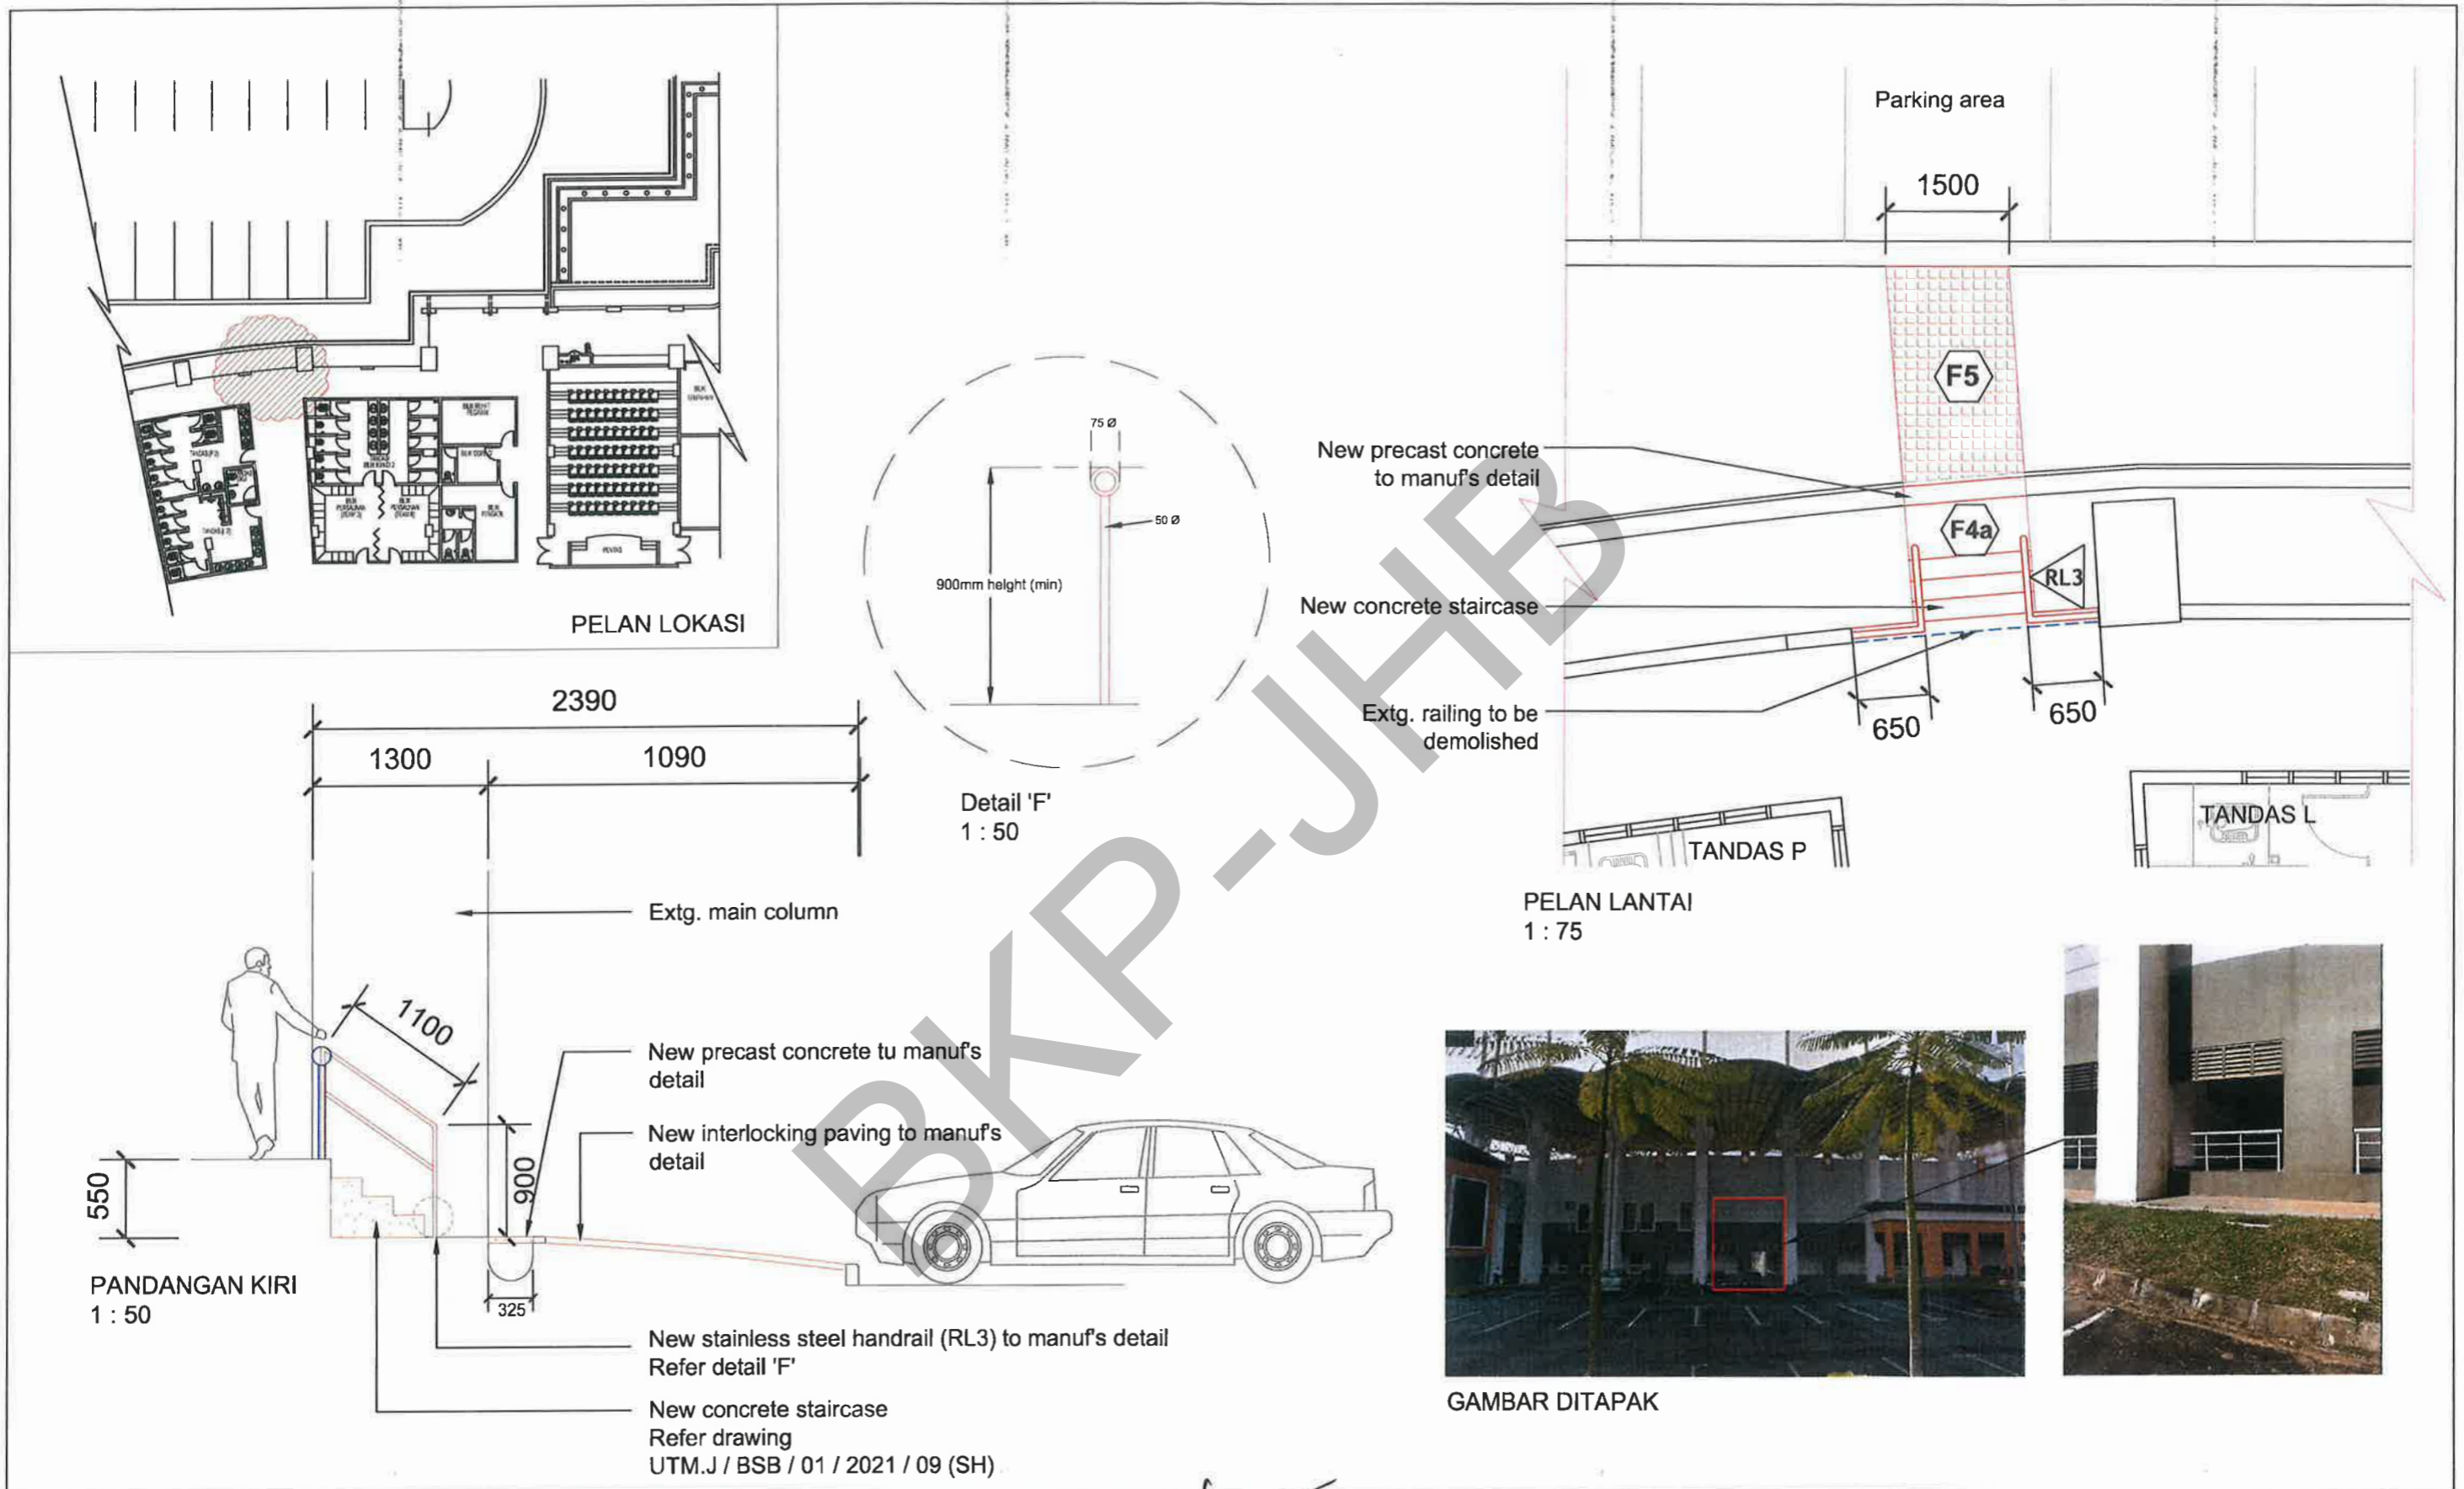 PELAN LOKASI
TANDAS (P2)
PENTAS
75 Ø
50 Ø
900mm height (min)
Detail 'F'
1 : 50
Parking area
1500
F5
New precast concrete
to manuf's detail
F4a
RL3
New concrete staircase
Extg. railing to be
demolished
650
650
TANDAS P
TANDAS L
PELAN LANTAI
1 : 75
2390
1300
1090
Extg. main column
1100
New precast concrete tu manuf's
detail
New interlocking paving to manuf's
detail
900
550
325
PANDANGAN KIRI
1 : 50
New stainless steel handrail (RL3) to manuf's detail
Refer detail 'F'
New concrete staircase
Refer drawing
UTM.J / BSB / 01 / 2021 / 09 (SH)
GAMBAR DITAPAK
BKP-JHB